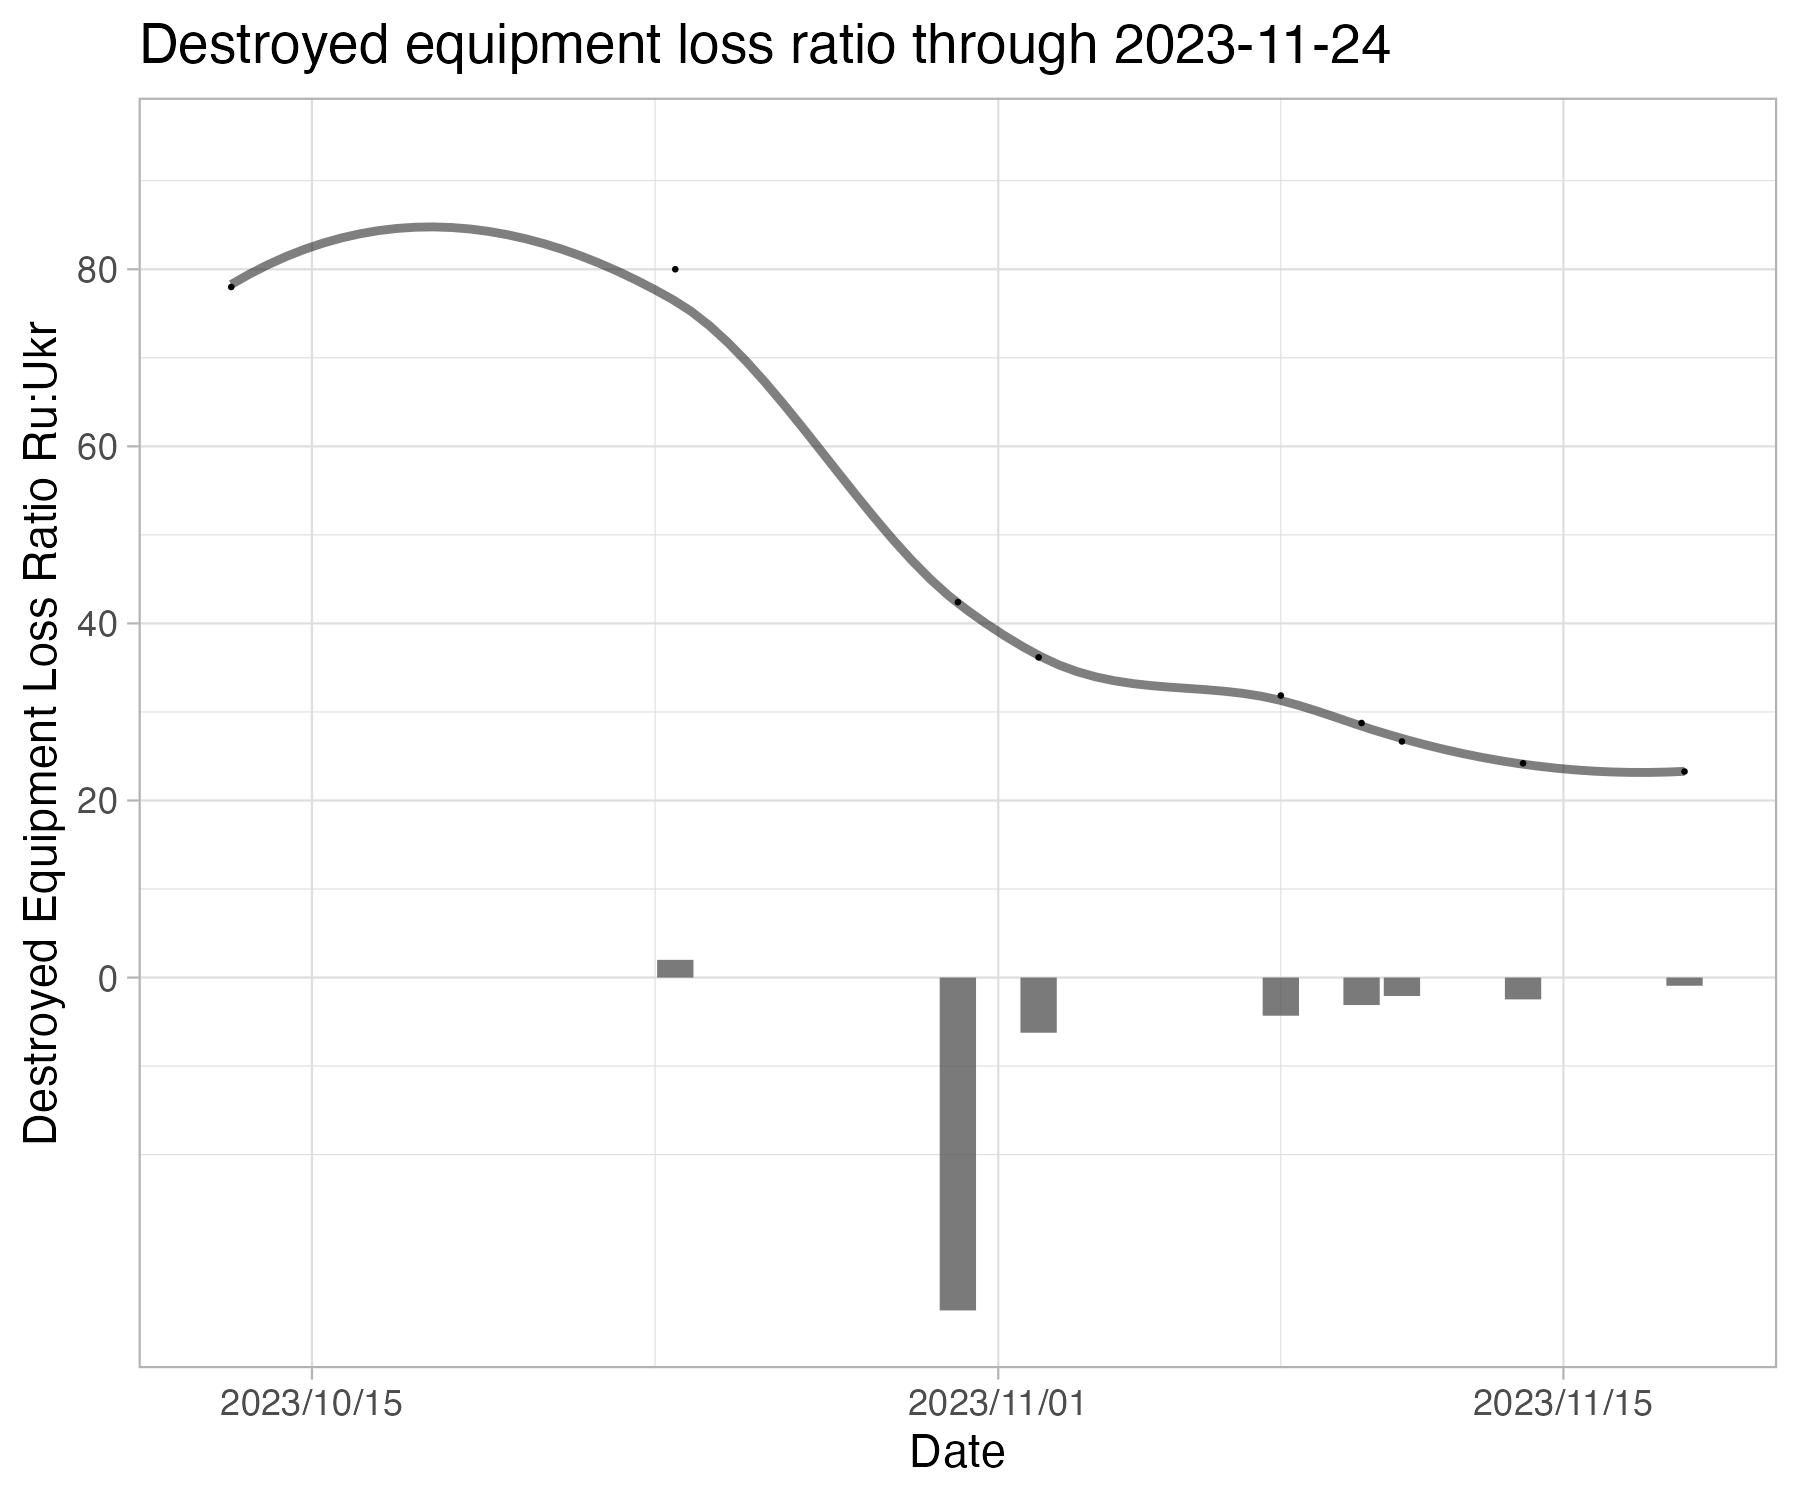 Destroyed equipment loss ratio through 2023-11-24
Destroyed Equipment Loss Ratio Ru:Ukr
80
60
40
20
0
2023/10/15
2023/11/01
2023/11/15
Date